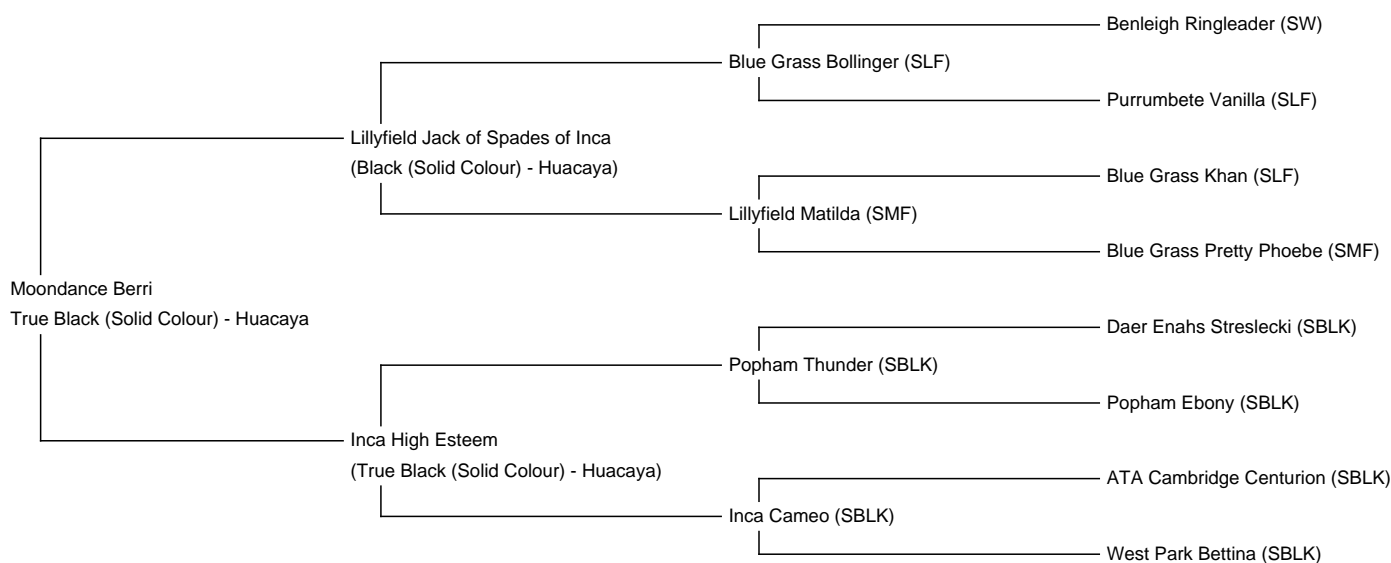 Benleigh Ringleader (SW)
Blue Grass Bollinger (SLF)
Purrumbete Vanilla (SLF)
Lillyfield Jack of Spades of Inca
(Black (Solid Colour) - Huacaya)
Blue Grass Khan (SLF)
Lillyfield Matilda (SMF)
Blue Grass Pretty Phoebe (SMF)
Moondance Berri
True Black (Solid Colour) - Huacaya
Daer Enahs Streslecki (SBLK)
Popham Thunder (SBLK)
Popham Ebony (SBLK)
Inca High Esteem
(True Black (Solid Colour) - Huacaya)
ATA Cambridge Centurion (SBLK)
Inca Cameo (SBLK)
West Park Bettina (SBLK)